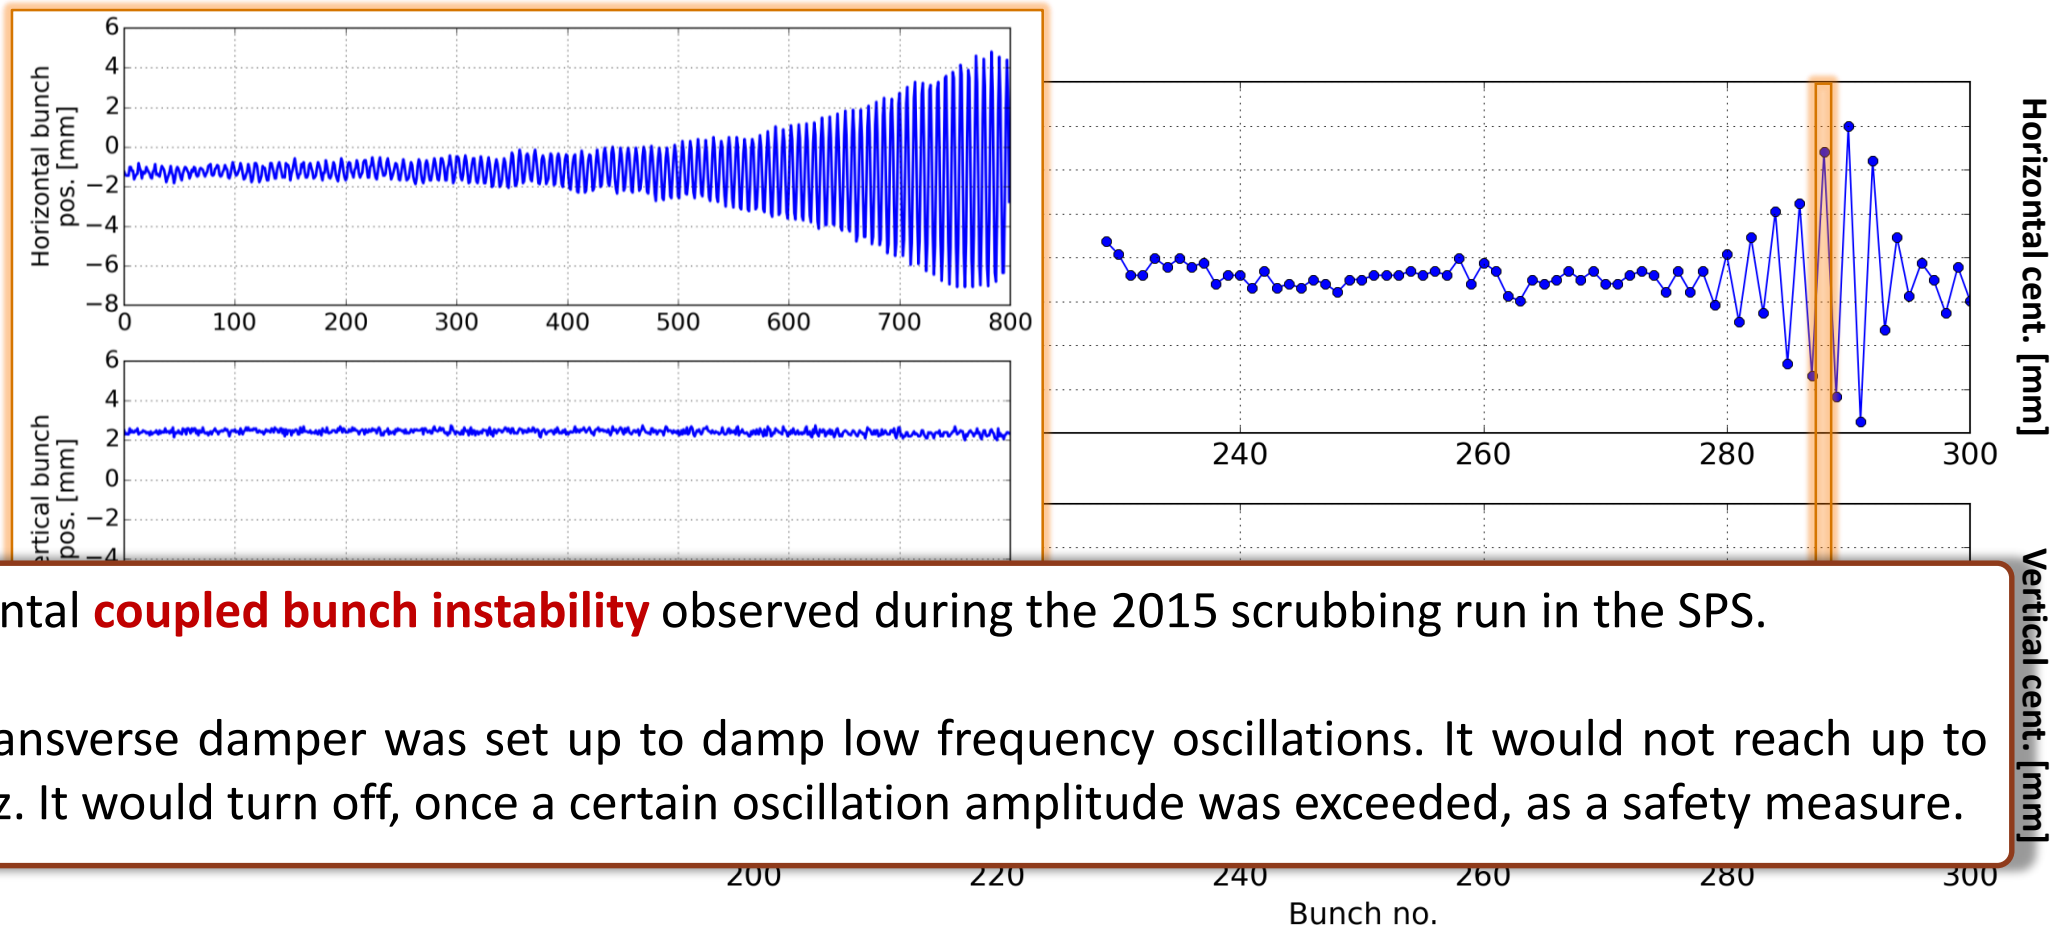 6
4
2
0
−2
−4
−6
−8
Horizontal bunch
pos. [mm]
0 100 200 300 400 500 600 700 800
6
4
2
0
−2
−4
pos. [mm]
bunch
240 260 280 300
Horizontal cent. [mm]
Vertical cent. [mm]
coupled bunch instability observed during the 2015 scrubbing run in the SPS.
damper was set up to damp low frequency oscillations. It would not reach up to
z. It would turn off, once a certain oscillation amplitude was exceeded, as a safety measure.
200 220 240 260 280 300
Bunch no.